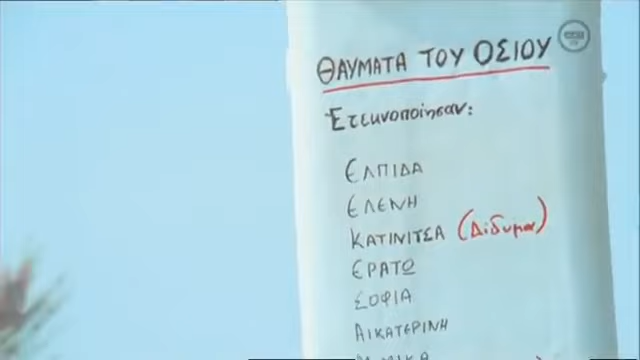 ΘΑΥΜΑΤΑ ΤΟΥ ΟΣΙΟΥ
Ετεκνοποίησαν:
ΕΛΠΙΔΑ
ΕΛΕΝΗ
ΚΑΤΙΝΙΤΣΑ (Δίδυμα)
ΕΡΑΤΩ
ΣΟΦΙΑ
ΑΙΚΑΤΕΡΙΝΗ